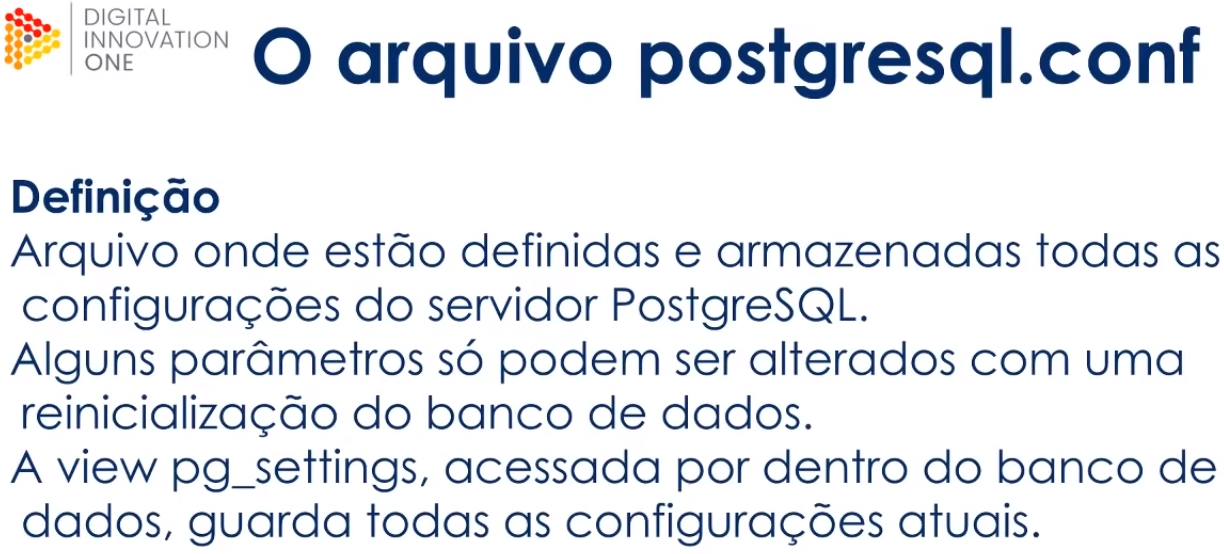 DIGITAL
INNOVATION
ONE
O arquivo postgresql.conf
Definição
Arquivo onde estão definidas e armazenadas todas as
configurações do servidor PostgreSQL.
Alguns parâmetros só podem ser alterados com uma
reinicialização do banco de dados.
A view pg_settings, acessada por dentro do banco de
dados, guarda todas as configurações atuais.